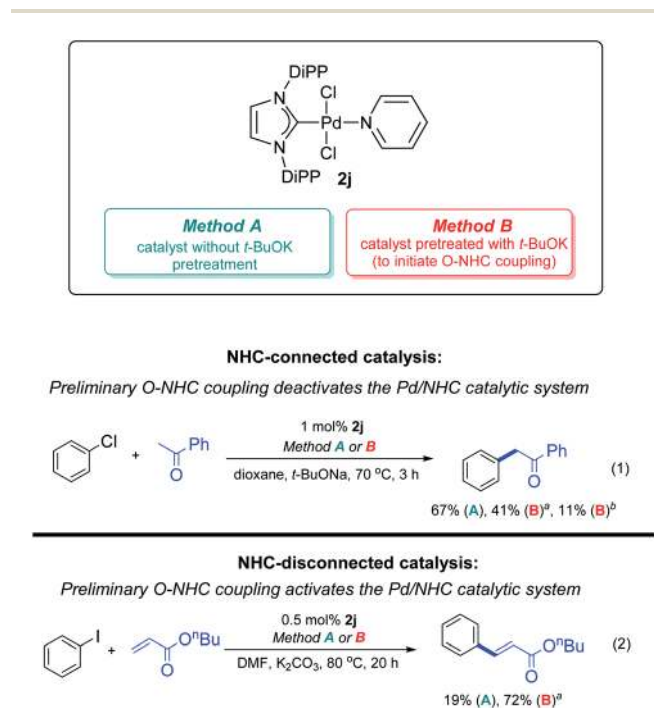 DiPP
N
Cl
Pd
N
N
Cl
DiPP
2j
Method A
catalyst without t-BuOK
pretreatment
Method B
catalyst pretreated with t-BuOK
(to initiate O-NHC coupling)
NHC-connected catalysis:
Preliminary O-NHC coupling deactivates the Pd/NHC catalytic system
Cl
+
Ph
O
1 mol% 2j
Method A or B
dioxane, t-BuONa, 70 °C, 3 h
Ph
O
(1)
67% (A), 41% (B)ᵃ, 11% (B)ᵇ
NHC-disconnected catalysis:
Preliminary O-NHC coupling activates the Pd/NHC catalytic system
I
+
OⁿBu
O
0.5 mol% 2j
Method A or B
DMF, K₂CO₃, 80 °C, 20 h
OⁿBu
O
(2)
19% (A), 72% (B)ᵃ